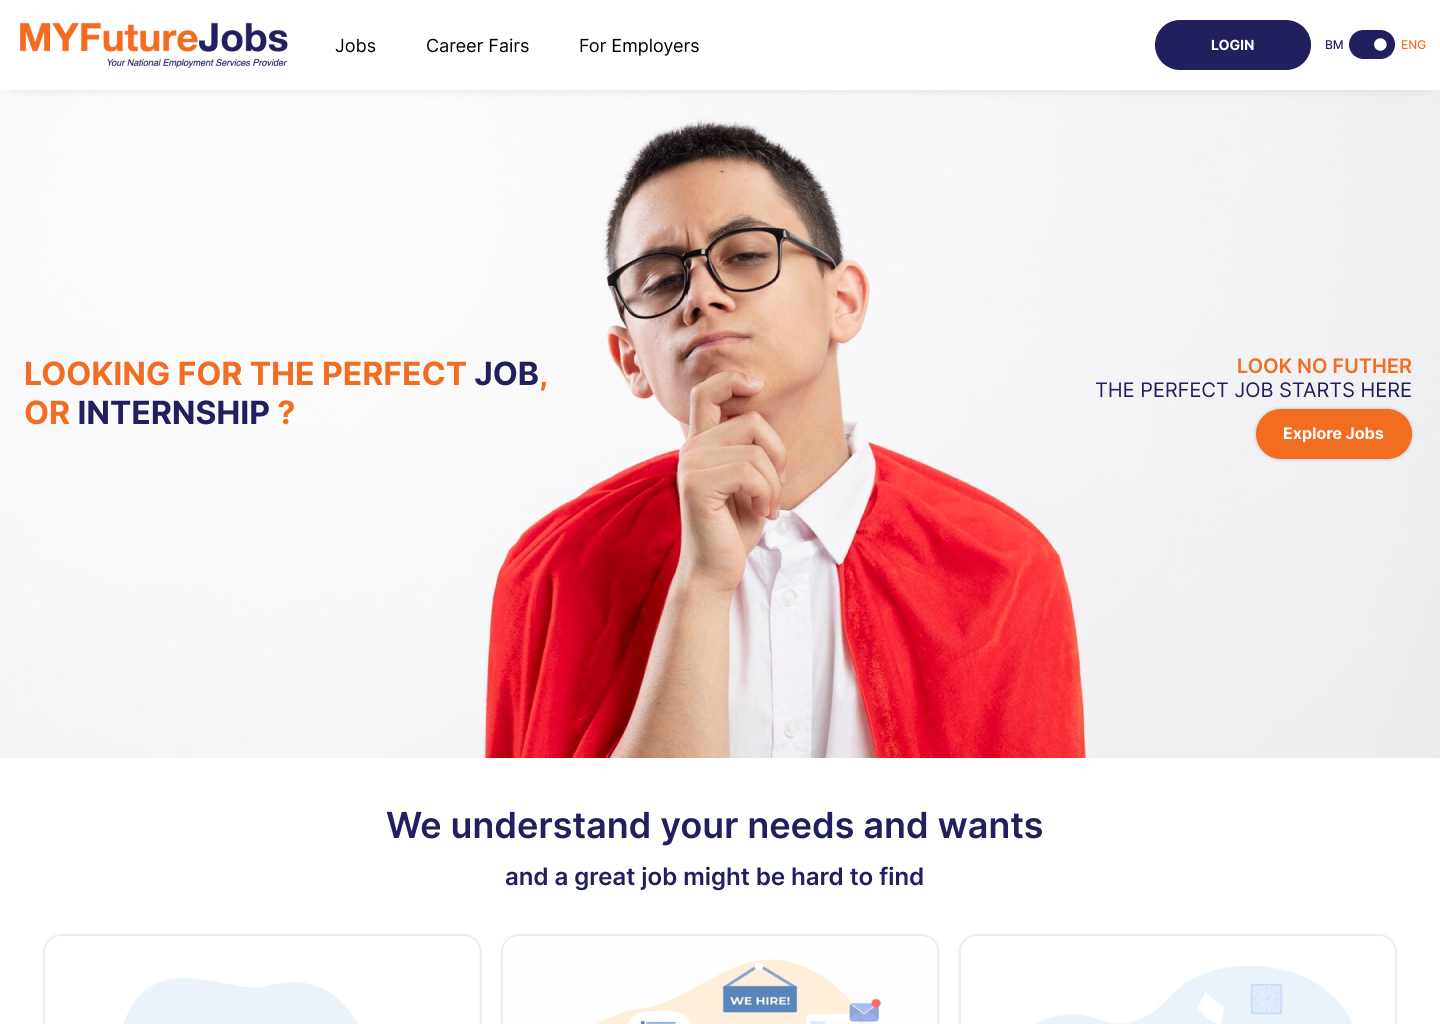 MYFutureJobs
Your National Employment Services Provider
Jobs
Career Fairs
For Employers
LOGIN
BM
ENG
LOOKING FOR THE PERFECT JOB,
OR INTERNSHIP ?
LOOK NO FUTHER
THE PERFECT JOB STARTS HERE
Explore Jobs
We understand your needs and wants
and a great job might be hard to find
WE HIRE!